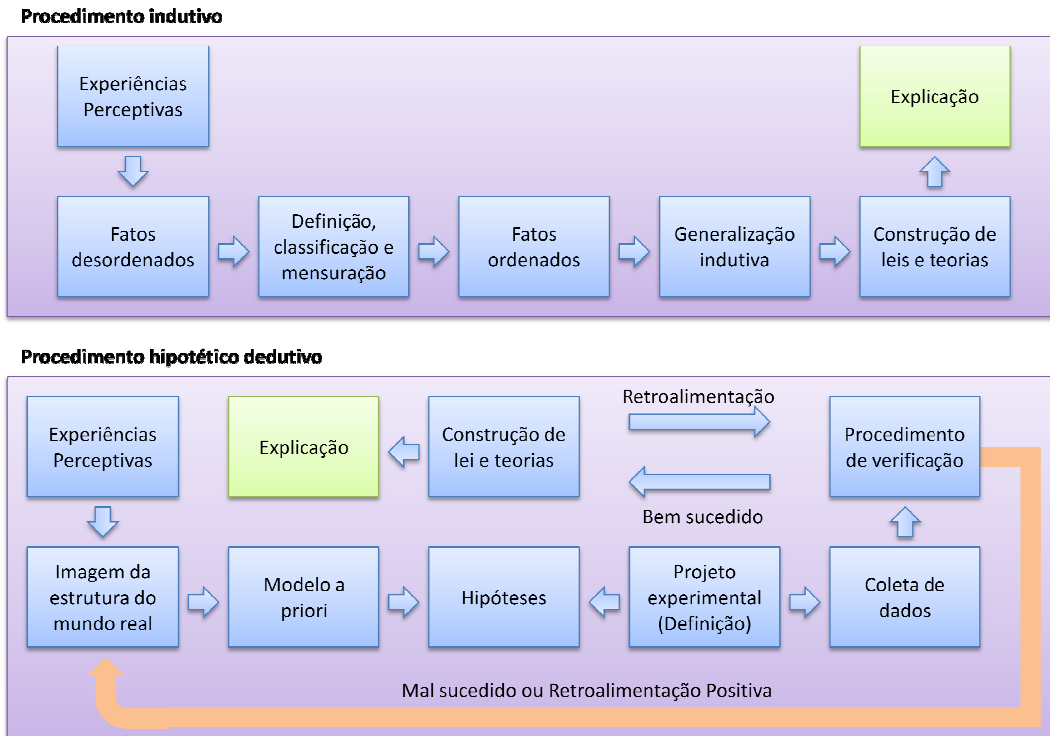 Procedimento indutivo
Experiências
Perceptivas
Explicação
Fatos
desordenados
Definição,
classificação e
mensuração
Fatos
ordenados
Generalização
indutiva
Construção de
leis e teorias
Procedimento hipotético dedutivo
Experiências
Perceptivas
Explicação
Construção de
lei e teorias
Retroalimentação
Bem sucedido
Procedimento
de verificação
Imagem da
estrutura do
mundo real
Modelo a
priori
Hipóteses
Projeto
experimental
(Definição)
Coleta de
dados
Mal sucedido ou Retroalimentação Positiva